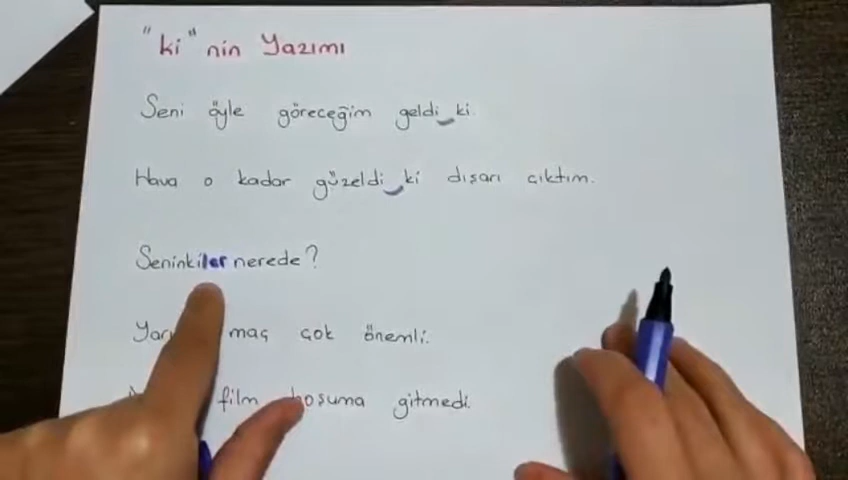 "ki" nin Yazımı
Seni öyle göreceğim geldi ki.
Hava o kadar güzeldi ki dışarı çıktım.
Seninkiler nerede?
maç çok önemli.
film hoşuma gitmedi.